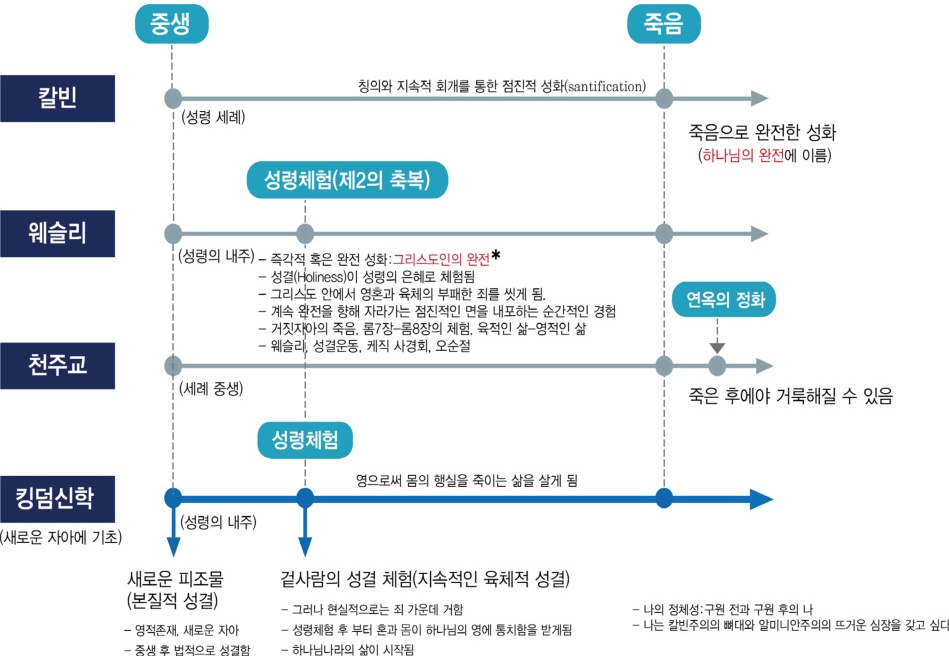 중생
죽음
칼빈
칭의와 지속적 회개를 통한 점진적 성화(santification)
(성령 세례)
죽음으로 완전한 성화
(하나님의 완전에 이름)
성령체험(제2의 축복)
웨슬리
(성령의 내주)
– 즉각적 혹은 완전 성화:그리스도인의 완전*
– 성결(Holiness)이 성령의 은혜로 체험됨
– 그리스도 안에서 영혼과 육체의 부패한 죄를 씻게 됨.
– 계속 완전을 향해 자라가는 점진적인 면을 내포하는 순간적인 경험
– 거짓자아의 죽음, 롬7장–롬8장의 체험, 육적인 삶–영적인 삶
– 웨슬리, 성결운동, 케직 사경회, 오순절
연옥의 정화
천주교
(세례 중생)
죽은 후에야 거룩해질 수 있음
성령체험
킹덤신학
(새로운 자아에 기초)
영으로써 몸의 행실을 죽이는 삶을 살게 됨
(성령의 내주)
새로운 피조물
(본질적 성결)
– 영적존재, 새로운 자아
– 중생 후 법적으로 성결함
겉사람의 성결 체험(지속적인 육체적 성결)
– 그러나 현실적으로는 죄 가운데 거함
– 성령체험 후 부터 혼과 몸이 하나님의 영에 통치함을 받게됨
– 하나님나라의 삶이 시작됨
– 나의 정체성:구원 전과 구원 후의 나
– 나는 칼빈주의의 뼈대와 알미니안주의의 뜨거운 심장을 갖고 싶다